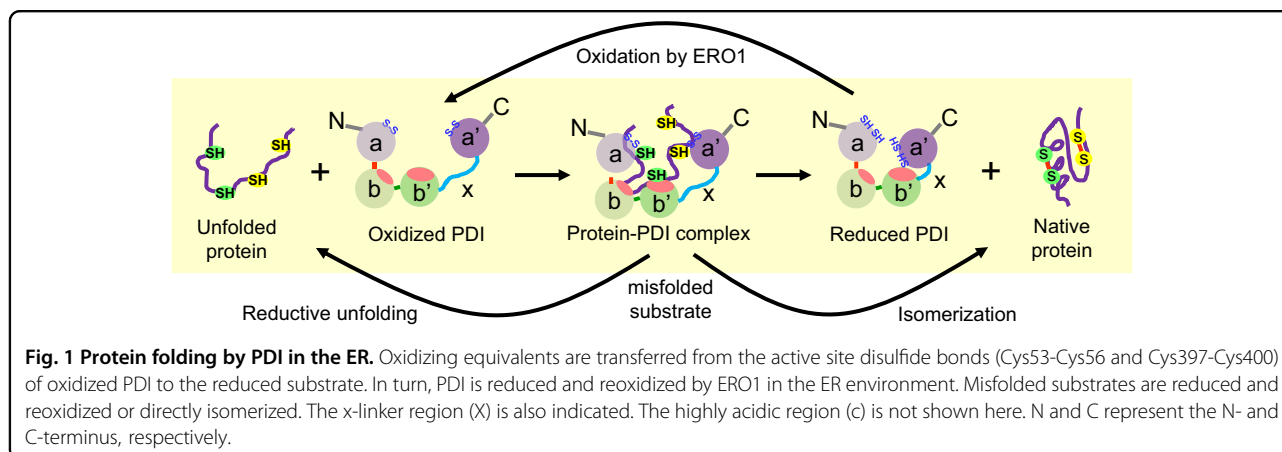 Oxidation by ERO1
N
C
S-S
S-S
a
a'
b
b'
x
SH
SH
SH
SH
+
Unfolded
protein
Oxidized PDI
N
C
S-S
S-S
a
a'
b
b'
x
SH
SH
SH
SH
Protein-PDI complex
N
C
SH SH
SH SH
a
a'
b
b'
x
Reduced PDI
+
S
S
S
S
Native
protein
Reductive unfolding
misfolded
substrate
Isomerization
Fig. 1 Protein folding by PDI in the ER. Oxidizing equivalents are transferred from the active site disulfide bonds (Cys53-Cys56 and Cys397-Cys400)
of oxidized PDI to the reduced substrate. In turn, PDI is reduced and reoxidized by ERO1 in the ER environment. Misfolded substrates are reduced and
reoxidized or directly isomerized. The x-linker region (X) is also indicated. The highly acidic region (c) is not shown here. N and C represent the N- and
C-terminus, respectively.